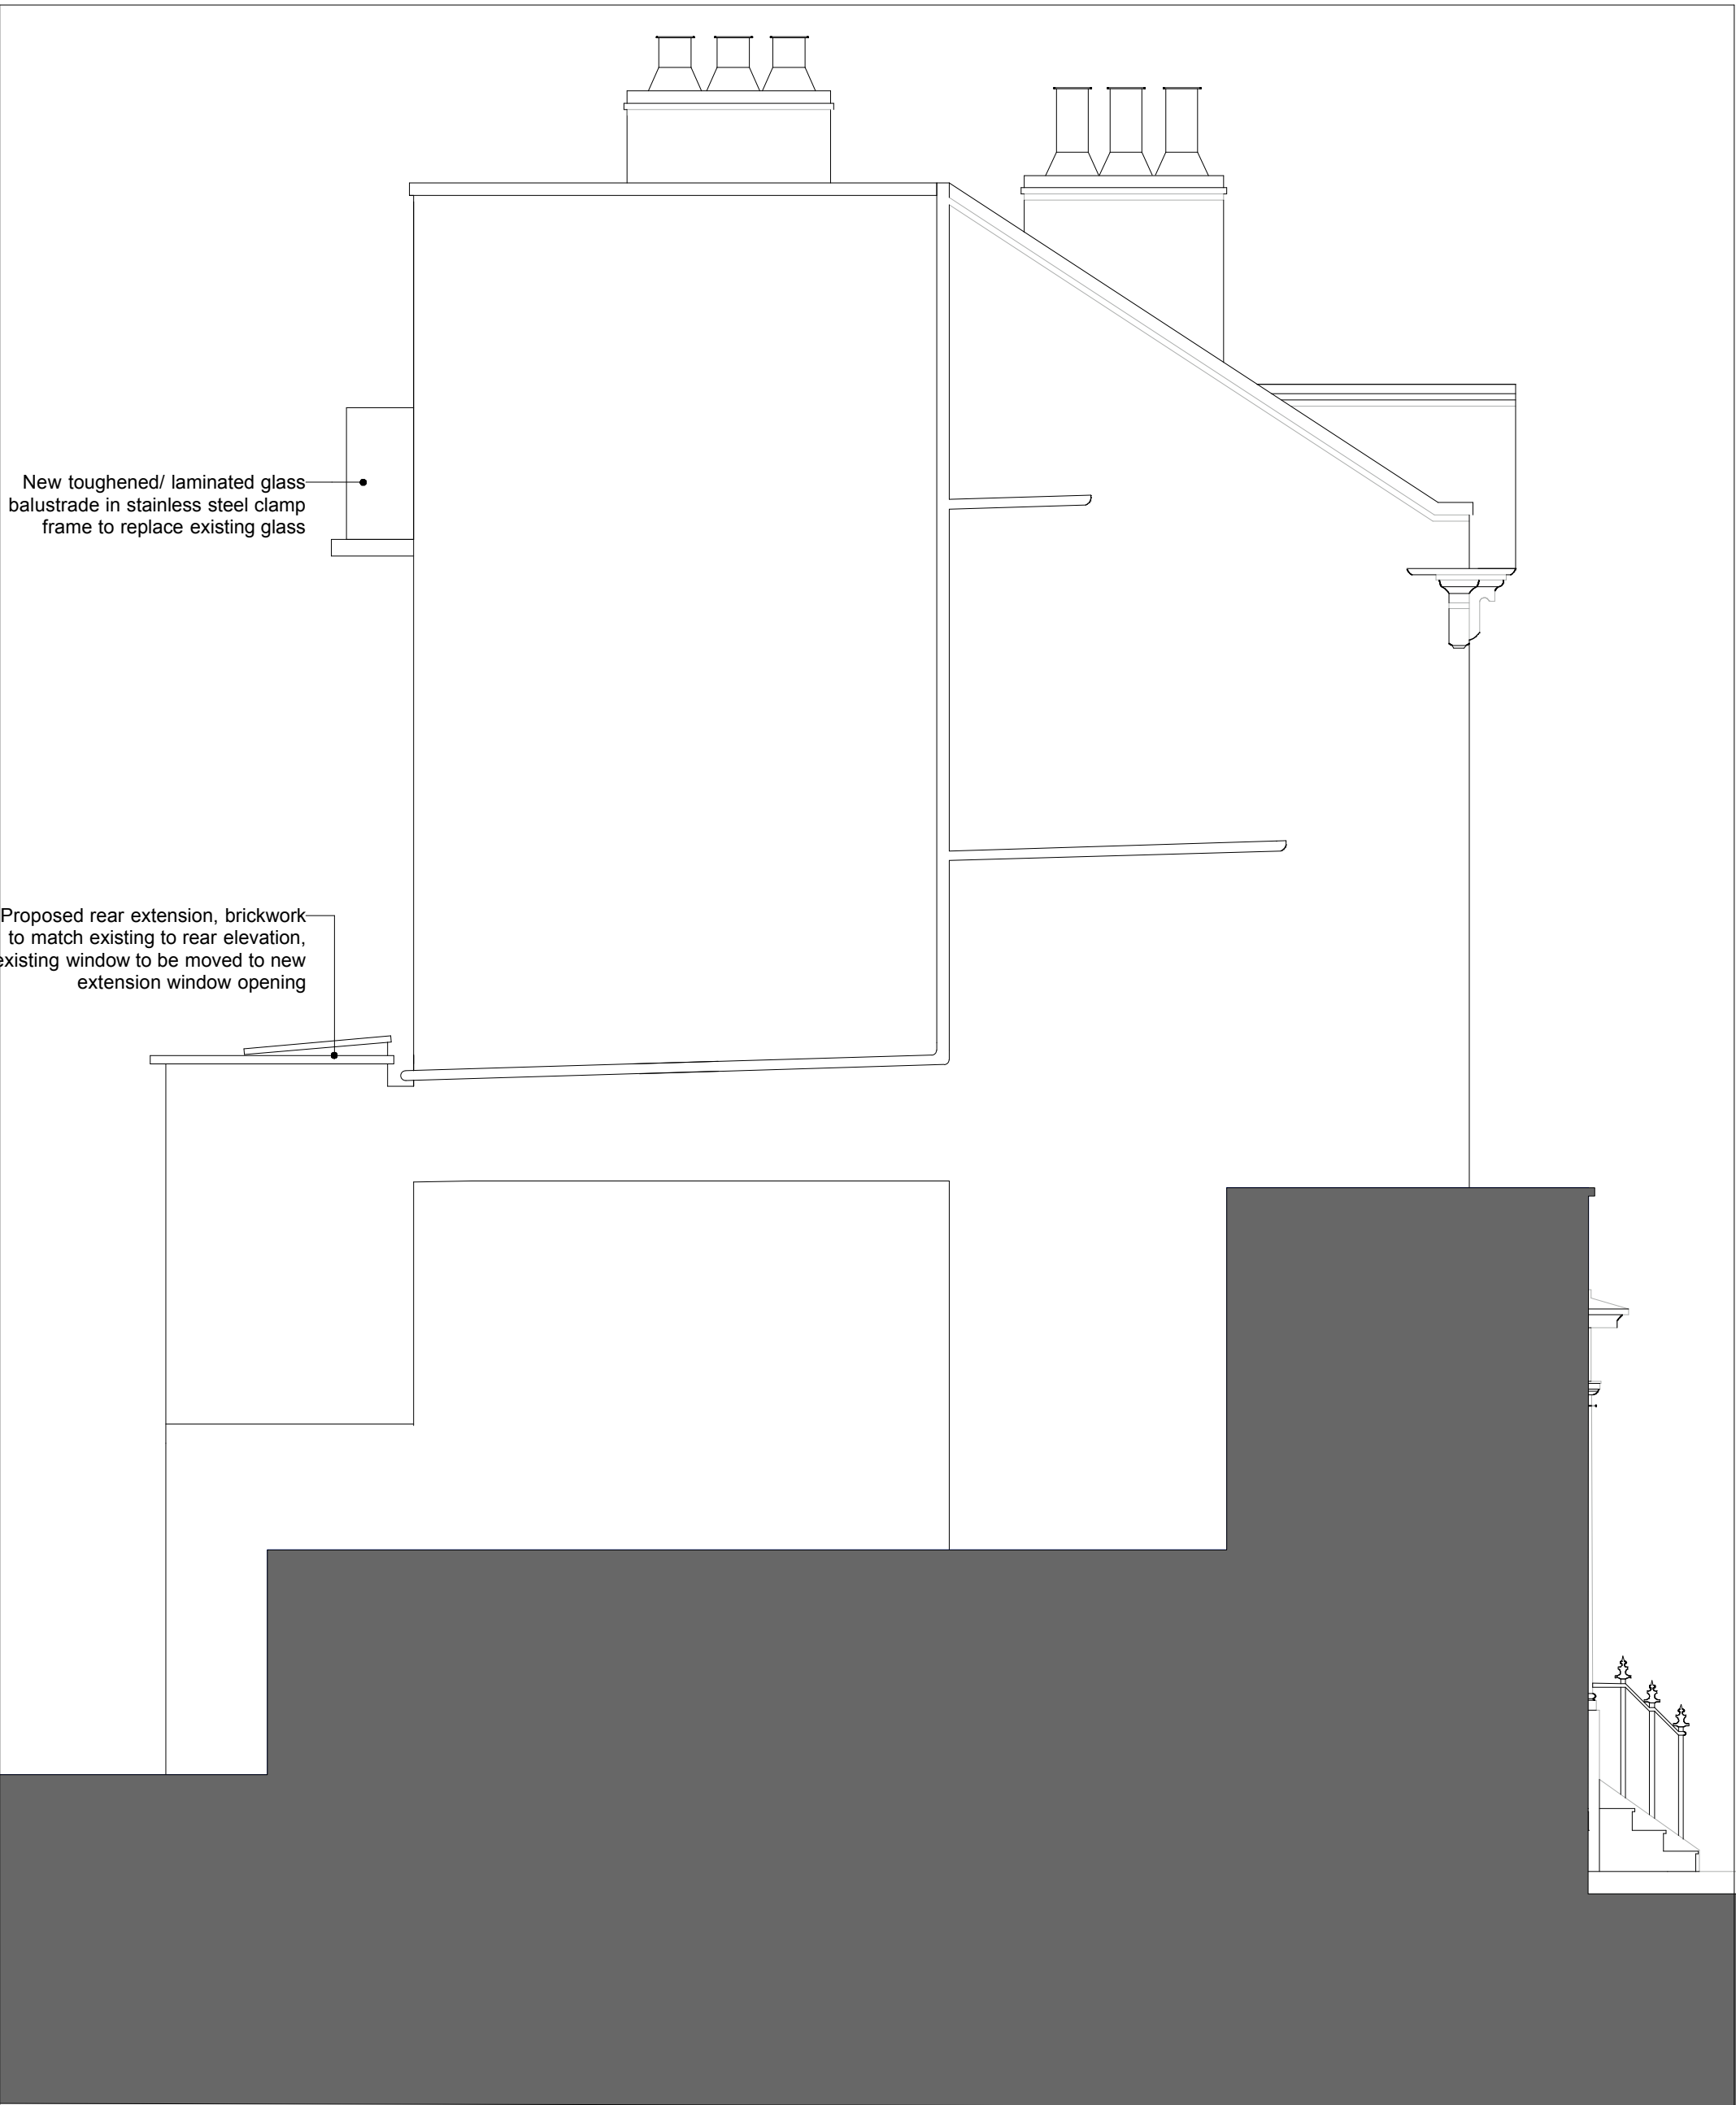 New toughened/ laminated glass
balustrade in stainless steel clamp
frame to replace existing glass
Proposed rear extension, brickwork
to match existing to rear elevation,
existing window to be moved to new
extension window opening